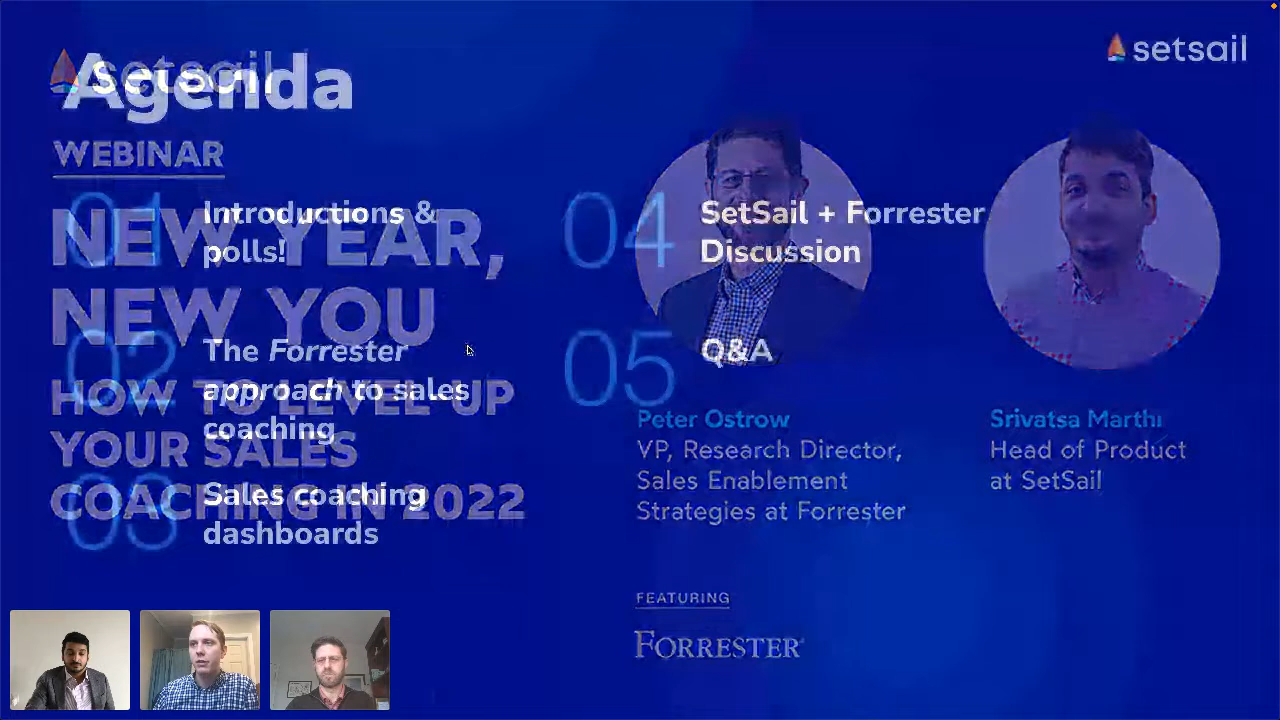 setsail
Agenda
setsail
WEBINAR
NEW YEAR,
NEW YOU
HOW TO LEVEL UP
YOUR SALES
COACHING IN 2022
01
Introductions &
polls!
02
The Forrester
approach to sales
coaching
03
Sales coaching
dashboards
04
SetSail + Forrester
Discussion
05
Q&A
Peter Ostrow
VP, Research Director,
Sales Enablement
Strategies at Forrester
Srivatsa Marthi
Head of Product
at SetSail
FEATURING
FORRESTER